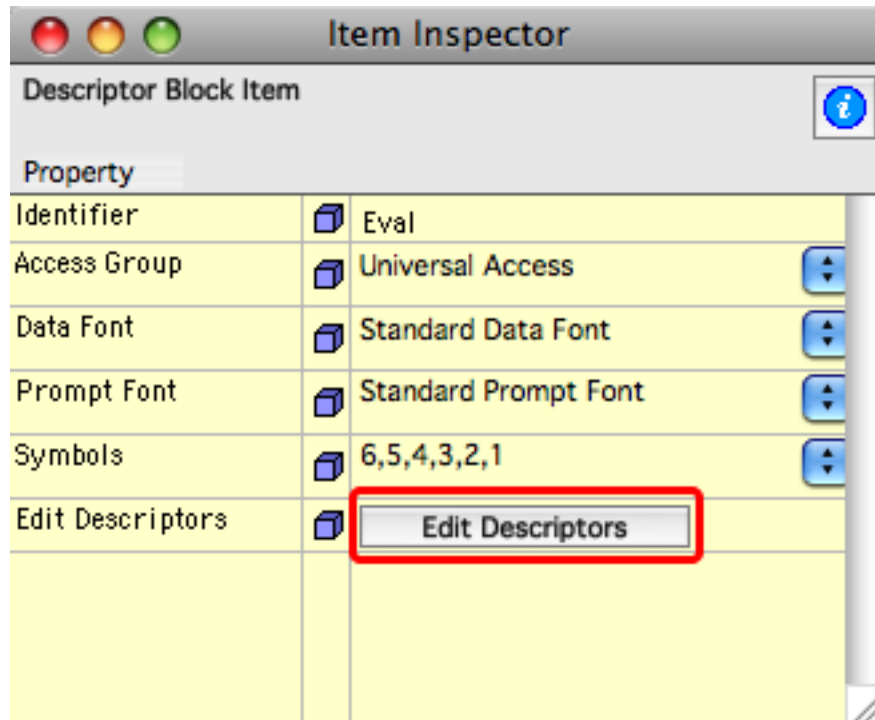 Item Inspector
Descriptor Block Item
Property
Identifier Eval
Access Group Universal Access
Data Font Standard Data Font
Prompt Font Standard Prompt Font
Symbols 6,5,4,3,2,1
Edit Descriptors Edit Descriptors